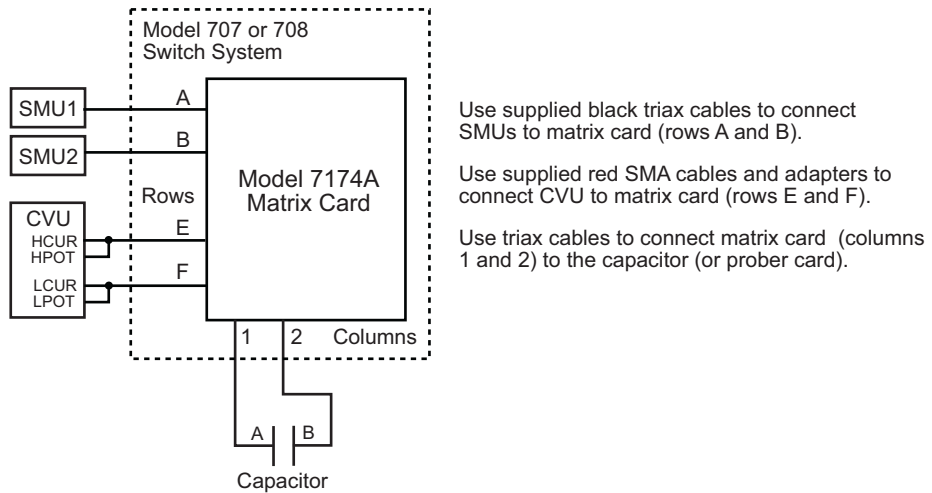 Model 707 or 708
Switch System
SMU1
A
SMU2
B
Model 7174A
Matrix Card
Rows
CVU
HCUR
HPOT
E
LCUR
LPOT
F
1
2
Columns
A
B
Capacitor
Use supplied black triax cables to connect
SMUs to matrix card (rows A and B).
Use supplied red SMA cables and adapters to
connect CVU to matrix card (rows E and F).
Use triax cables to connect matrix card (columns
1 and 2) to the capacitor (or prober card).